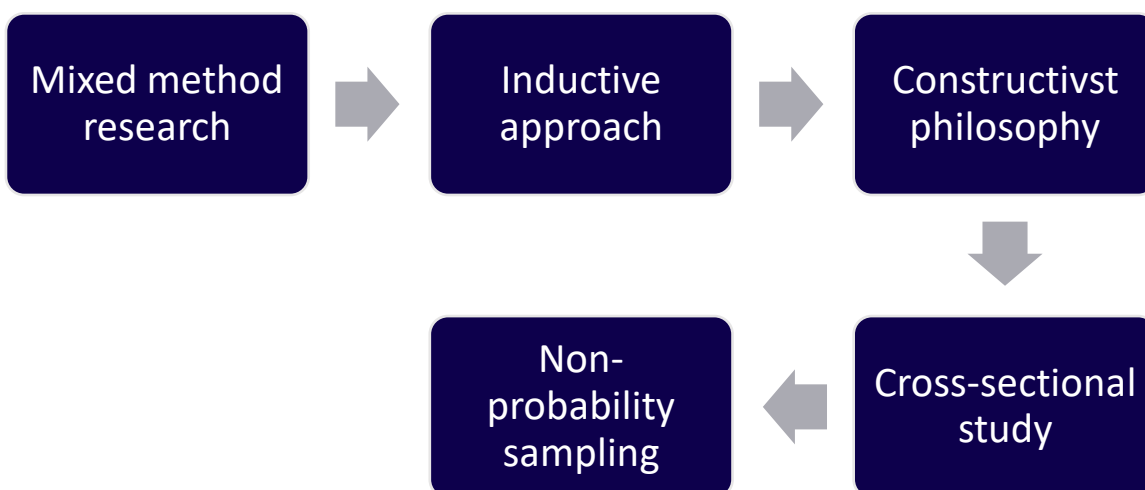 Mixed method
research
Inductive
approach
Constructivst
philosophy
Cross-sectional
study
Non-
probability
sampling